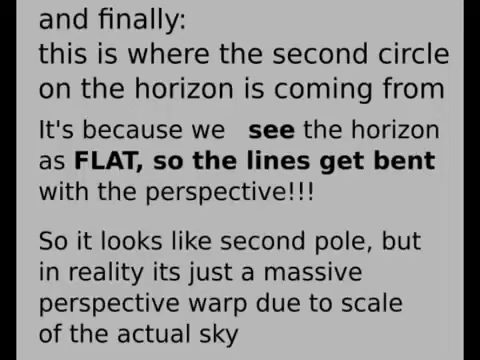 and finally:
this is where the second circle
on the horizon is coming from
It's because we see the horizon
as FLAT, so the lines get bent
with the perspective!!!
So it looks like second pole, but
in reality its just a massive
perspective warp due to scale
of the actual sky